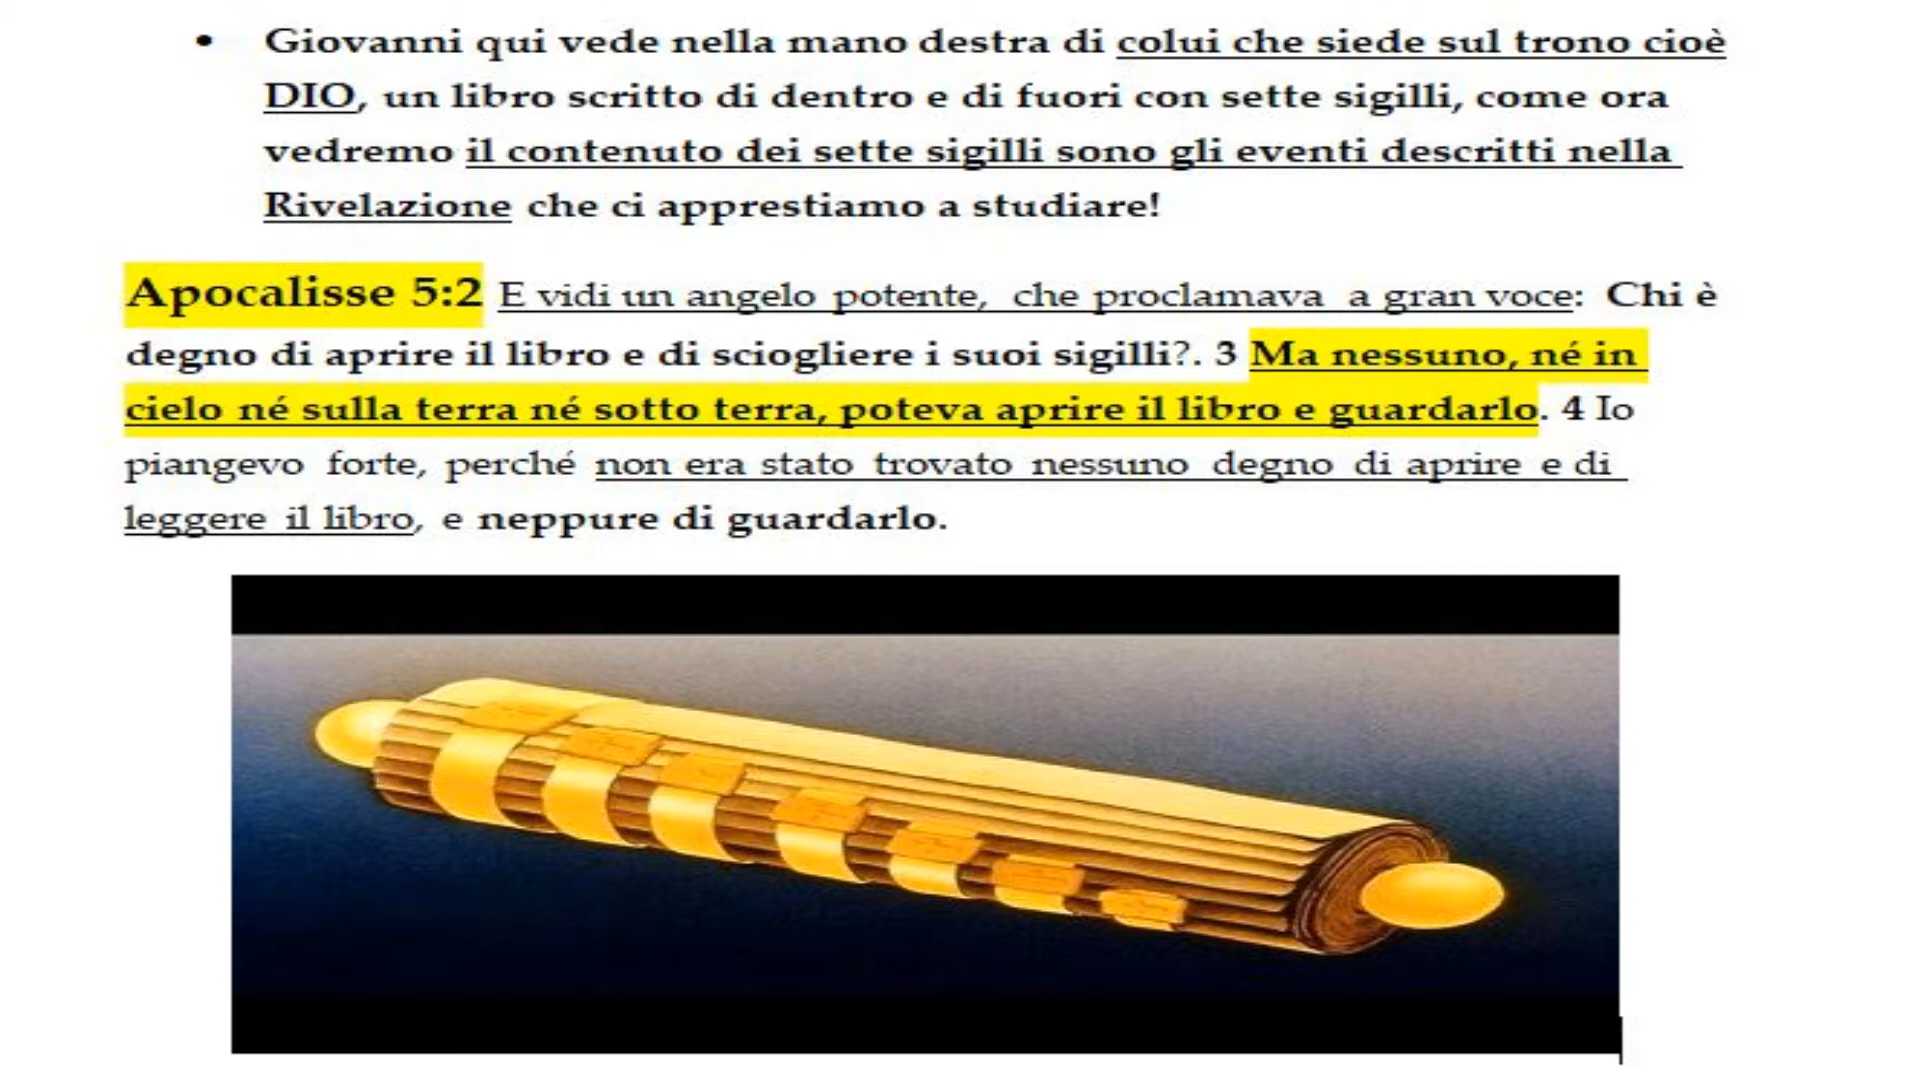 • Giovanni qui vede nella mano destra di colui che siede sul trono cioè
DIO, un libro scritto di dentro e di fuori con sette sigilli, come ora
vedremo il contenuto dei sette sigilli sono gli eventi descritti nella
Rivelazione che ci apprestiamo a studiare!
Apocalisse 5:2 E vidi un angelo potente, che proclamava a gran voce: Chi è
degno di aprire il libro e di sciogliere i suoi sigilli?. 3 Ma nessuno, né in
cielo né sulla terra né sotto terra, poteva aprire il libro e guardarlo. 4 Io
piangevo forte, perché non era stato trovato nessuno degno di aprire e di
leggere il libro, e neppure di guardarlo.